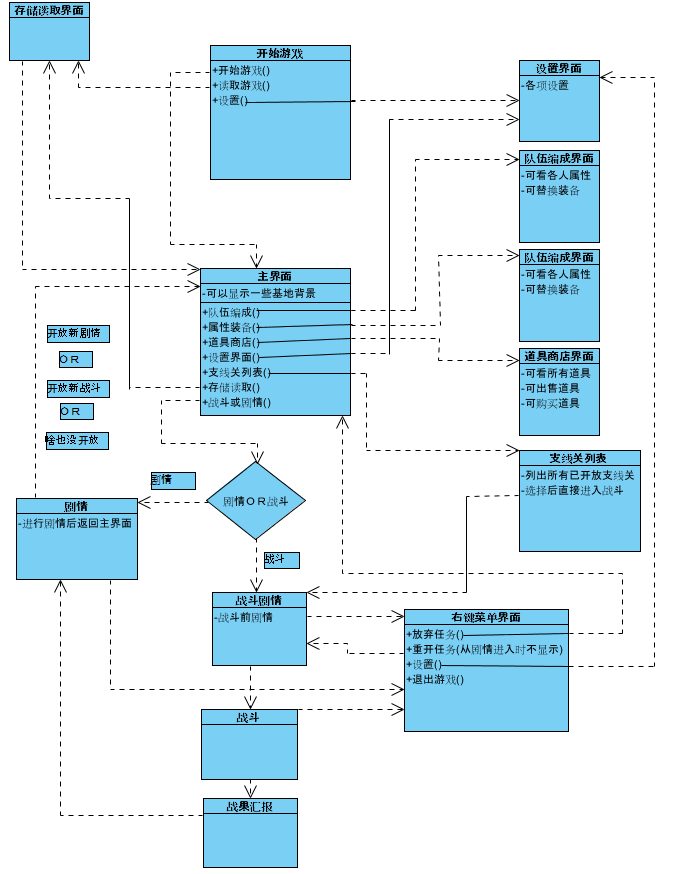 存储读取界面
开始游戏
+开始游戏()
+读取游戏()
+设置()
设置界面
-各项设置
队伍编成界面
-可看各人属性
-可替换装备
队伍编成界面
-可看各人属性
-可替换装备
主界面
-可以显示一些基地背景
+队伍编成()
+属性装备()
+道具商店()
+设置界面()
+支线关列表()
+存储读取()
+战斗或剧情()
开放新剧情
OR
开放新战斗
OR
啥也没开放
道具商店界面
-可看所有道具
-可出售道具
-可购买道具
支线关列表
-列出所有已开放支线关
-选择后直接进入战斗
剧情
剧情OR战斗
剧情
-进行剧情后返回主界面
战斗
战斗剧情
-战斗前剧情
右键菜单界面
+放弃任务()
+重开任务(从剧情进入时不显示)
+设置()
+退出游戏()
战斗
战果汇报